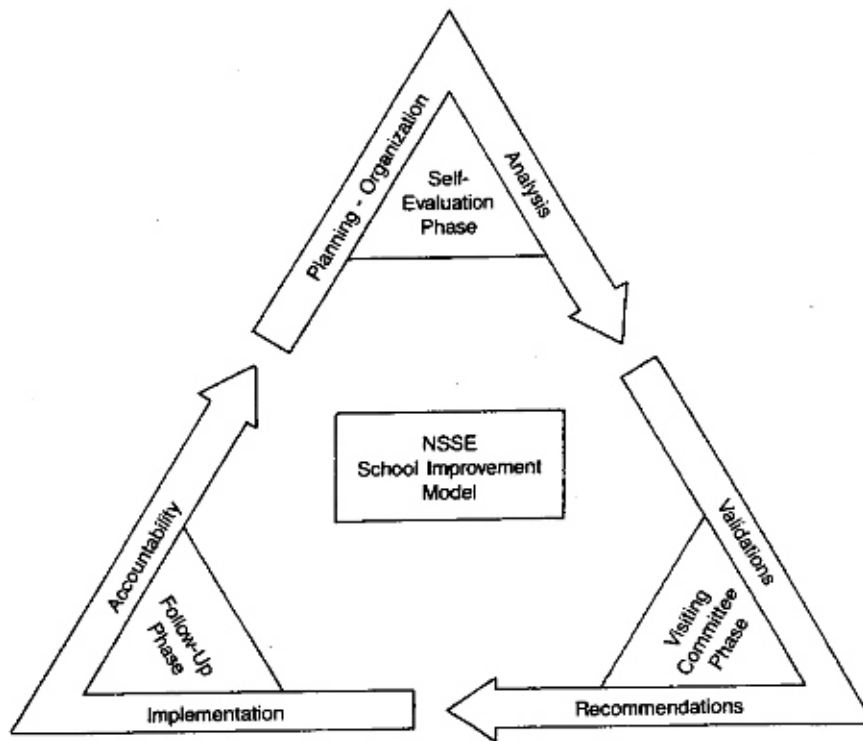 Planning - Organization
Analysis
Self-
Evaluation
Phase
NSSE
School Improvement
Model
Validations
Visiting
Committee
Phase
Recommendations
Implementation
Follow-Up
Phase
Accountability